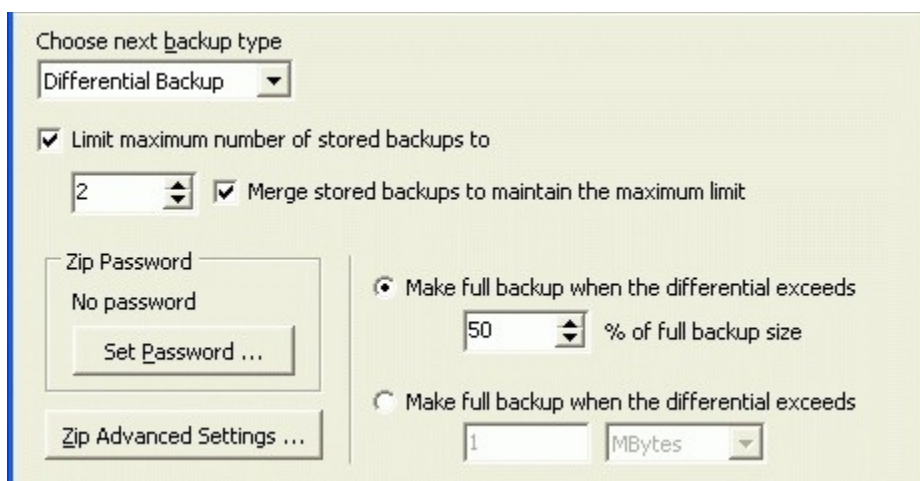 Choose next backup type
Differential Backup
Limit maximum number of stored backups to
2 Merge stored backups to maintain the maximum limit
Zip Password
No password
Set Password ...
Zip Advanced Settings ...
Make full backup when the differential exceeds
50 % of full backup size
Make full backup when the differential exceeds
1 MBytes